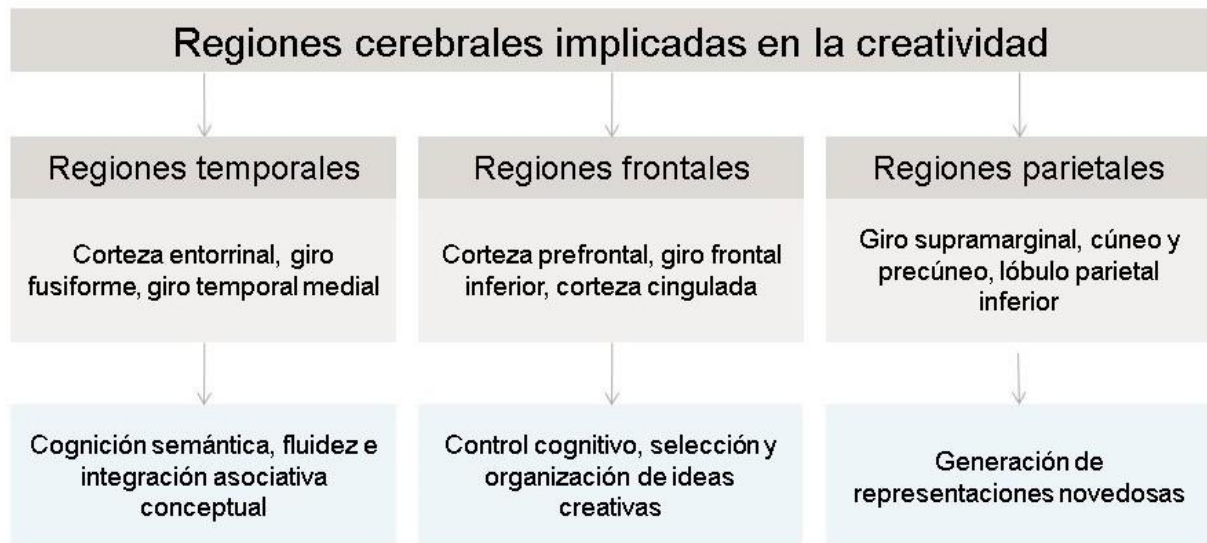 Regiones cerebrales implicadas en la creatividad
Regiones temporales
Corteza entorrinal, giro
fusiforme, giro temporal medial
Cognición semántica, fluidez e
integración asociativa
conceptual
Regiones frontales
Corteza prefrontal, giro frontal
inferior, corteza cingulada
Control cognitivo, selección y
organización de ideas
creativas
Regiones parietales
Giro supramarginal, cúneo y
precúneo, lóbulo parietal
inferior
Generación de
representaciones novedosas